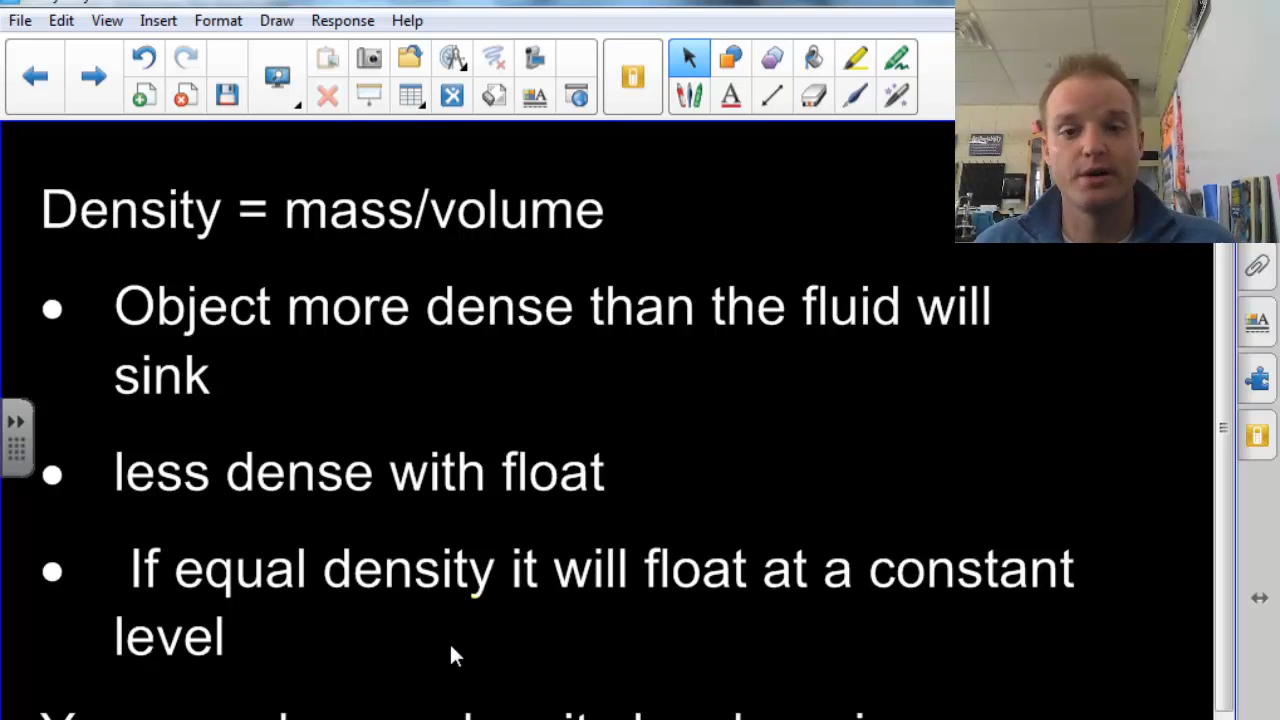 File Edit View Insert Format Draw Response Help
Density = mass/volume
• Object more dense than the fluid will
sink
• less dense with float
• If equal density it will float at a constant
level